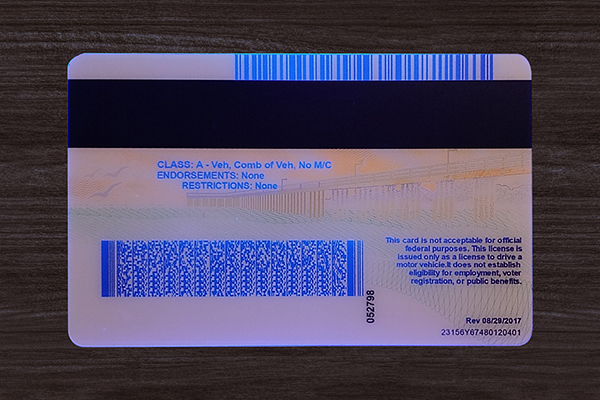 CLASS: A - Veh, Comb of Veh, No M/C
ENDORSEMENTS: None
RESTRICTIONS: None
This card is not acceptable for official
federal purposes. This license is
issued only as a license to drive a
motor vehicle.It does not establish
eligibility for employment, voter
registration, or public benefits.
052798
Rev 08/29/2017
23156Y67480120401